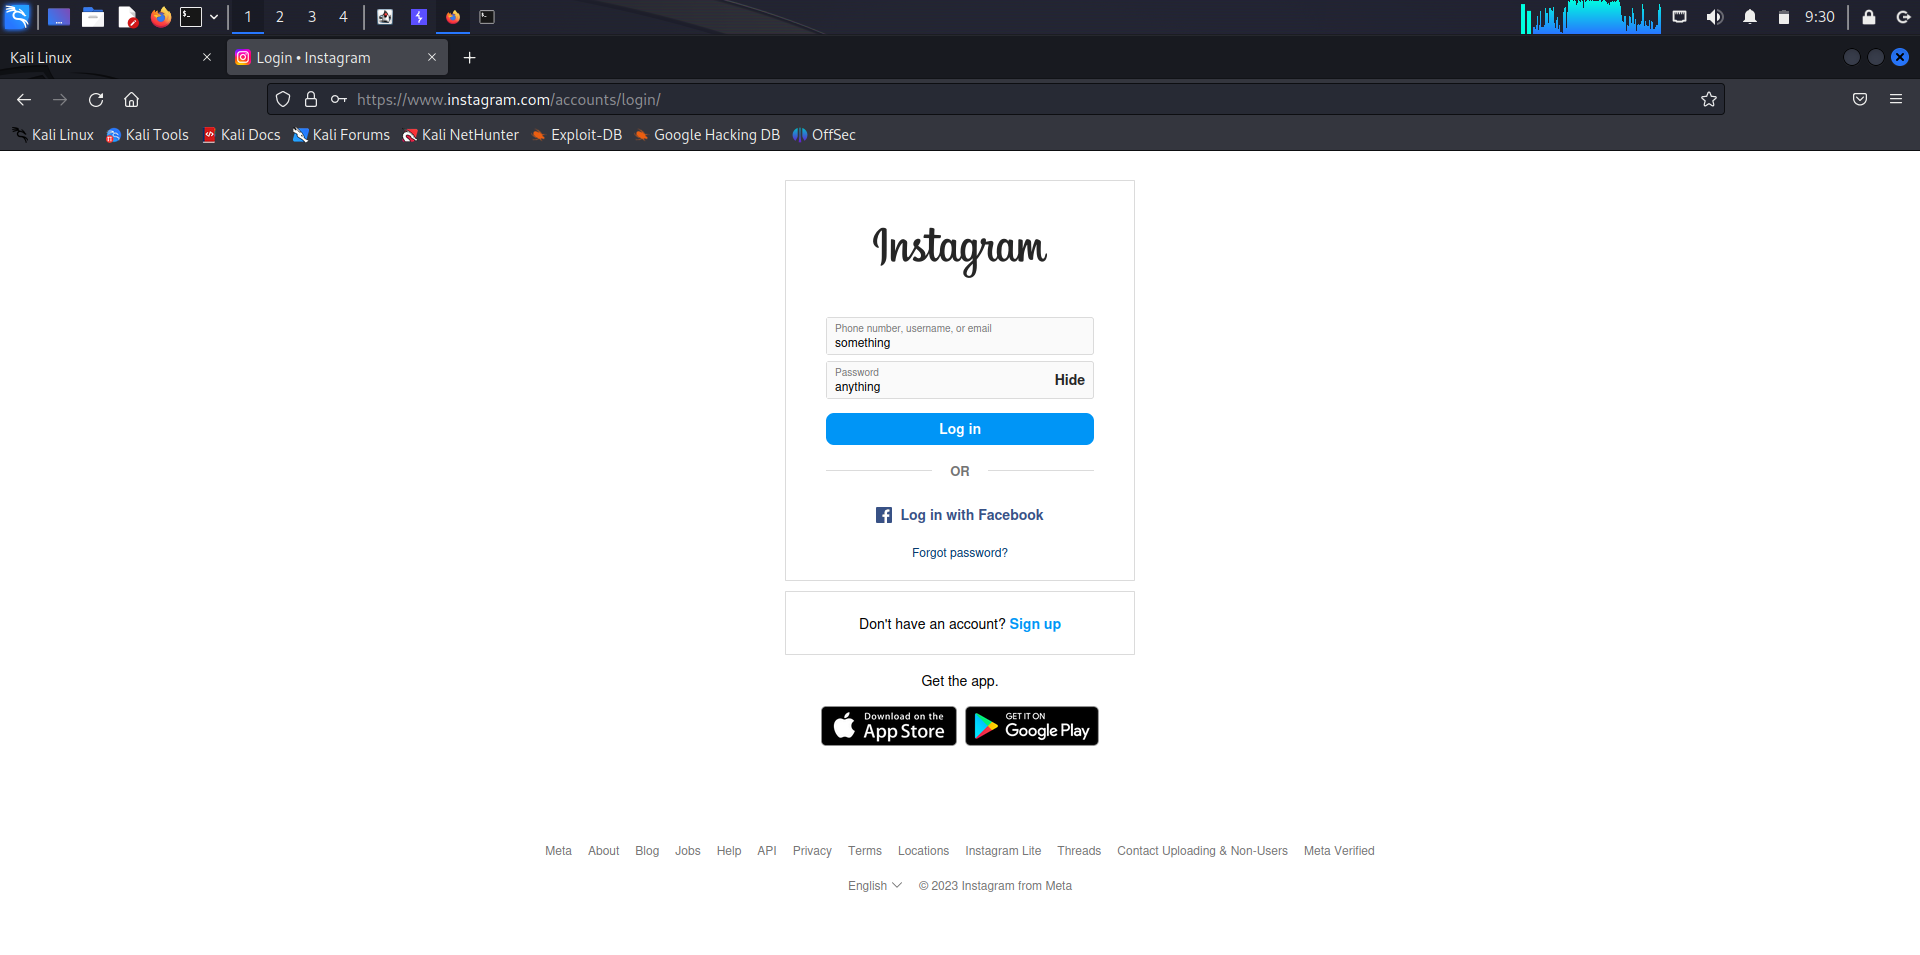 1 2 3 4 9:30
Kali Linux Login • Instagram
https://www.instagram.com/accounts/login/
Kali Linux Kali Tools Kali Docs Kali Forums Kali NetHunter Exploit-DB Google Hacking DB OffSec
Instagram
Phone number, username, or email
something
Password
anything
Hide
Log in
OR
Log in with Facebook
Forgot password?
Don't have an account? Sign up
Get the app.
Download on the
App Store
GET IT ON
Google Play
Meta About Blog Jobs Help API Privacy Terms Locations Instagram Lite Threads Contact Uploading & Non-Users Meta Verified
English © 2023 Instagram from Meta